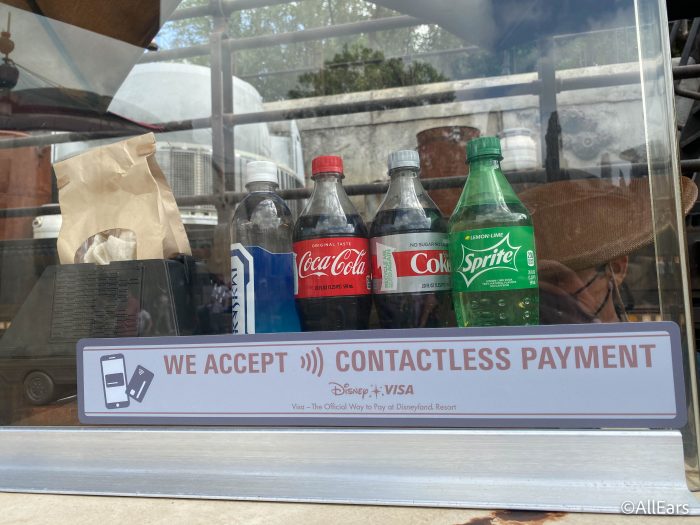 DASANI
ORIGINAL TASTE
Coca-Cola
NO SUGAR
Coke
LEMON LIME
Sprite
WE ACCEPT CONTACTLESS PAYMENT
Disney VISA
Visa – The Official Way to Pay at Disneyland Resort
©AllEars